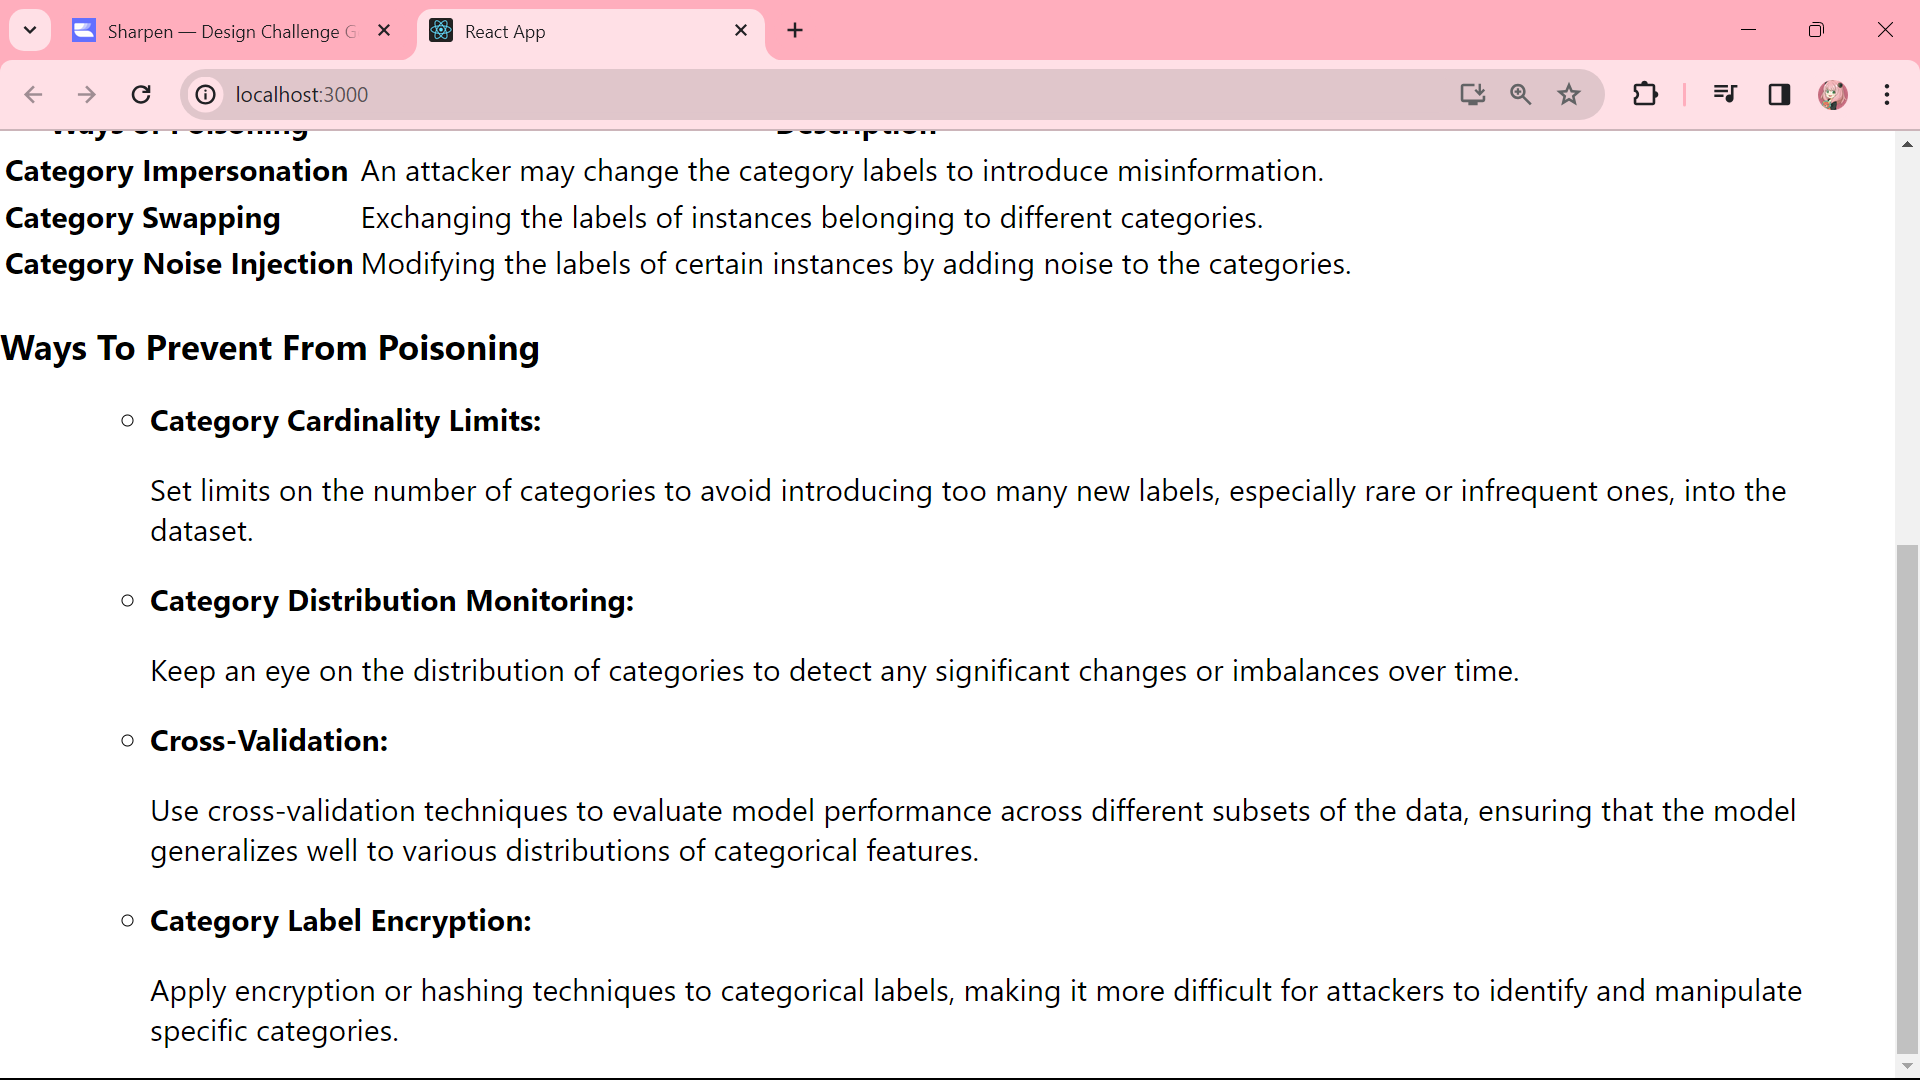 Sharpen — Design Challenge G
React App
localhost:3000
Ways Of Poisoning Description
Category Impersonation An attacker may change the category labels to introduce misinformation.
Category Swapping Exchanging the labels of instances belonging to different categories.
Category Noise Injection Modifying the labels of certain instances by adding noise to the categories.
Ways To Prevent From Poisoning
Category Cardinality Limits:
Set limits on the number of categories to avoid introducing too many new labels, especially rare or infrequent ones, into the
dataset.
Category Distribution Monitoring:
Keep an eye on the distribution of categories to detect any significant changes or imbalances over time.
Cross-Validation:
Use cross-validation techniques to evaluate model performance across different subsets of the data, ensuring that the model
generalizes well to various distributions of categorical features.
Category Label Encryption:
Apply encryption or hashing techniques to categorical labels, making it more difficult for attackers to identify and manipulate
specific categories.